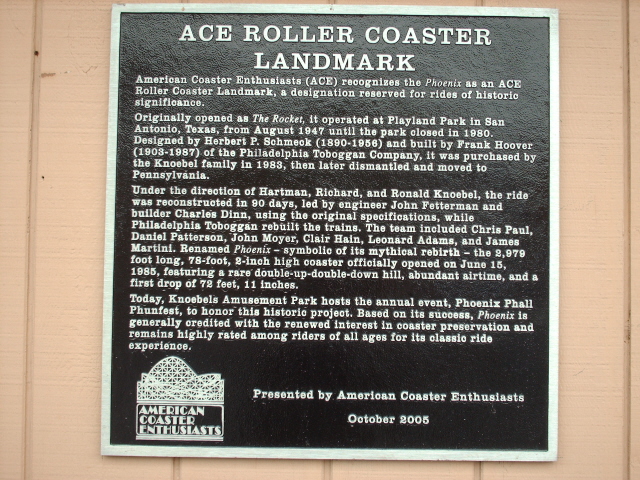 ACE ROLLER COASTER
LANDMARK
American Coaster Enthusiasts (ACE) recognizes the Phoenix as an ACE
Roller Coaster Landmark, a designation reserved for rides of historic
significance.
Originally opened as The Rocket, it operated at Playland Park in San
Antonio, Texas, from August 1947 until the park closed in 1980.
Designed by Herbert P. Schmeck (1890-1956) and built by Frank Hoover
(1903-1987) of the Philadelphia Toboggan Company, it was purchased by
the Knoebel family in 1983, then later dismantled and moved to
Pennsylvania.
Under the direction of Hartman, Richard, and Ronald Knoebel, the ride
was reconstructed in 90 days, led by engineer John Fetterman and
builder Charles Dinn, using the original specifications, while
Philadelphia Toboggan rebuilt the trains. The team included Chris Paul,
Daniel Patterson, John Moyer, Clair Hain, Leonard Adams, and James
Martini. Renamed Phoenix – symbolic of its mythical rebirth – the 2,979
foot long, 78-foot, 2-inch high coaster officially opened on June 15,
1985, featuring a rare double-up-double-down hill, abundant airtime, and a
first drop of 72 feet, 11 inches.
Today, Knoebels Amusement Park hosts the annual event, Phoenix Phall
Phunfest, to honor this historic project. Based on its success, Phoenix is
generally credited with the renewed interest in coaster preservation and
remains highly rated among riders of all ages for its classic ride
experience.
AMERICAN
COASTER
ENTHUSIASTS
Presented by American Coaster Enthusiasts
October 2005